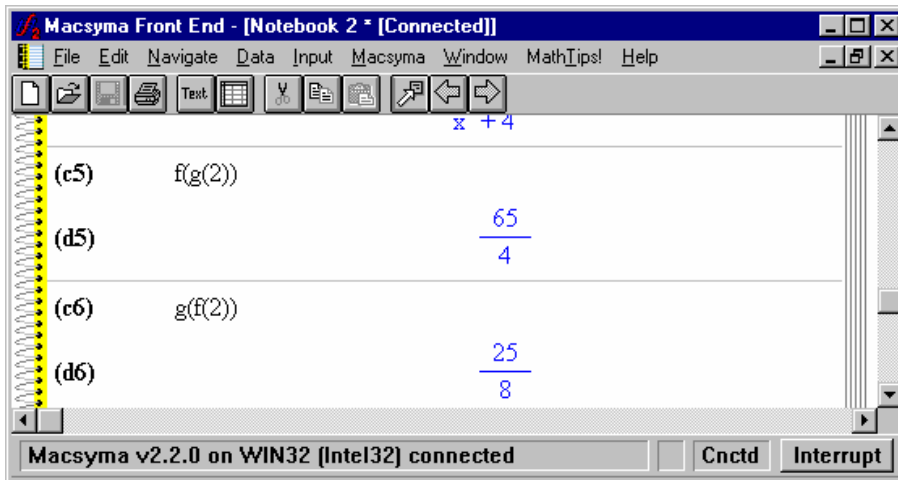 Macsyma Front End - [Notebook 2 * [Connected]]
File Edit Navigate Data Input Macsyma Window MathTips! Help
Text
x + 4
(c5) f(g(2))
65
(d5)
4
(c6) g(f(2))
25
(d6)
8
Macsyma v2.2.0 on WIN32 (Intel32) connected Cnctd Interrupt